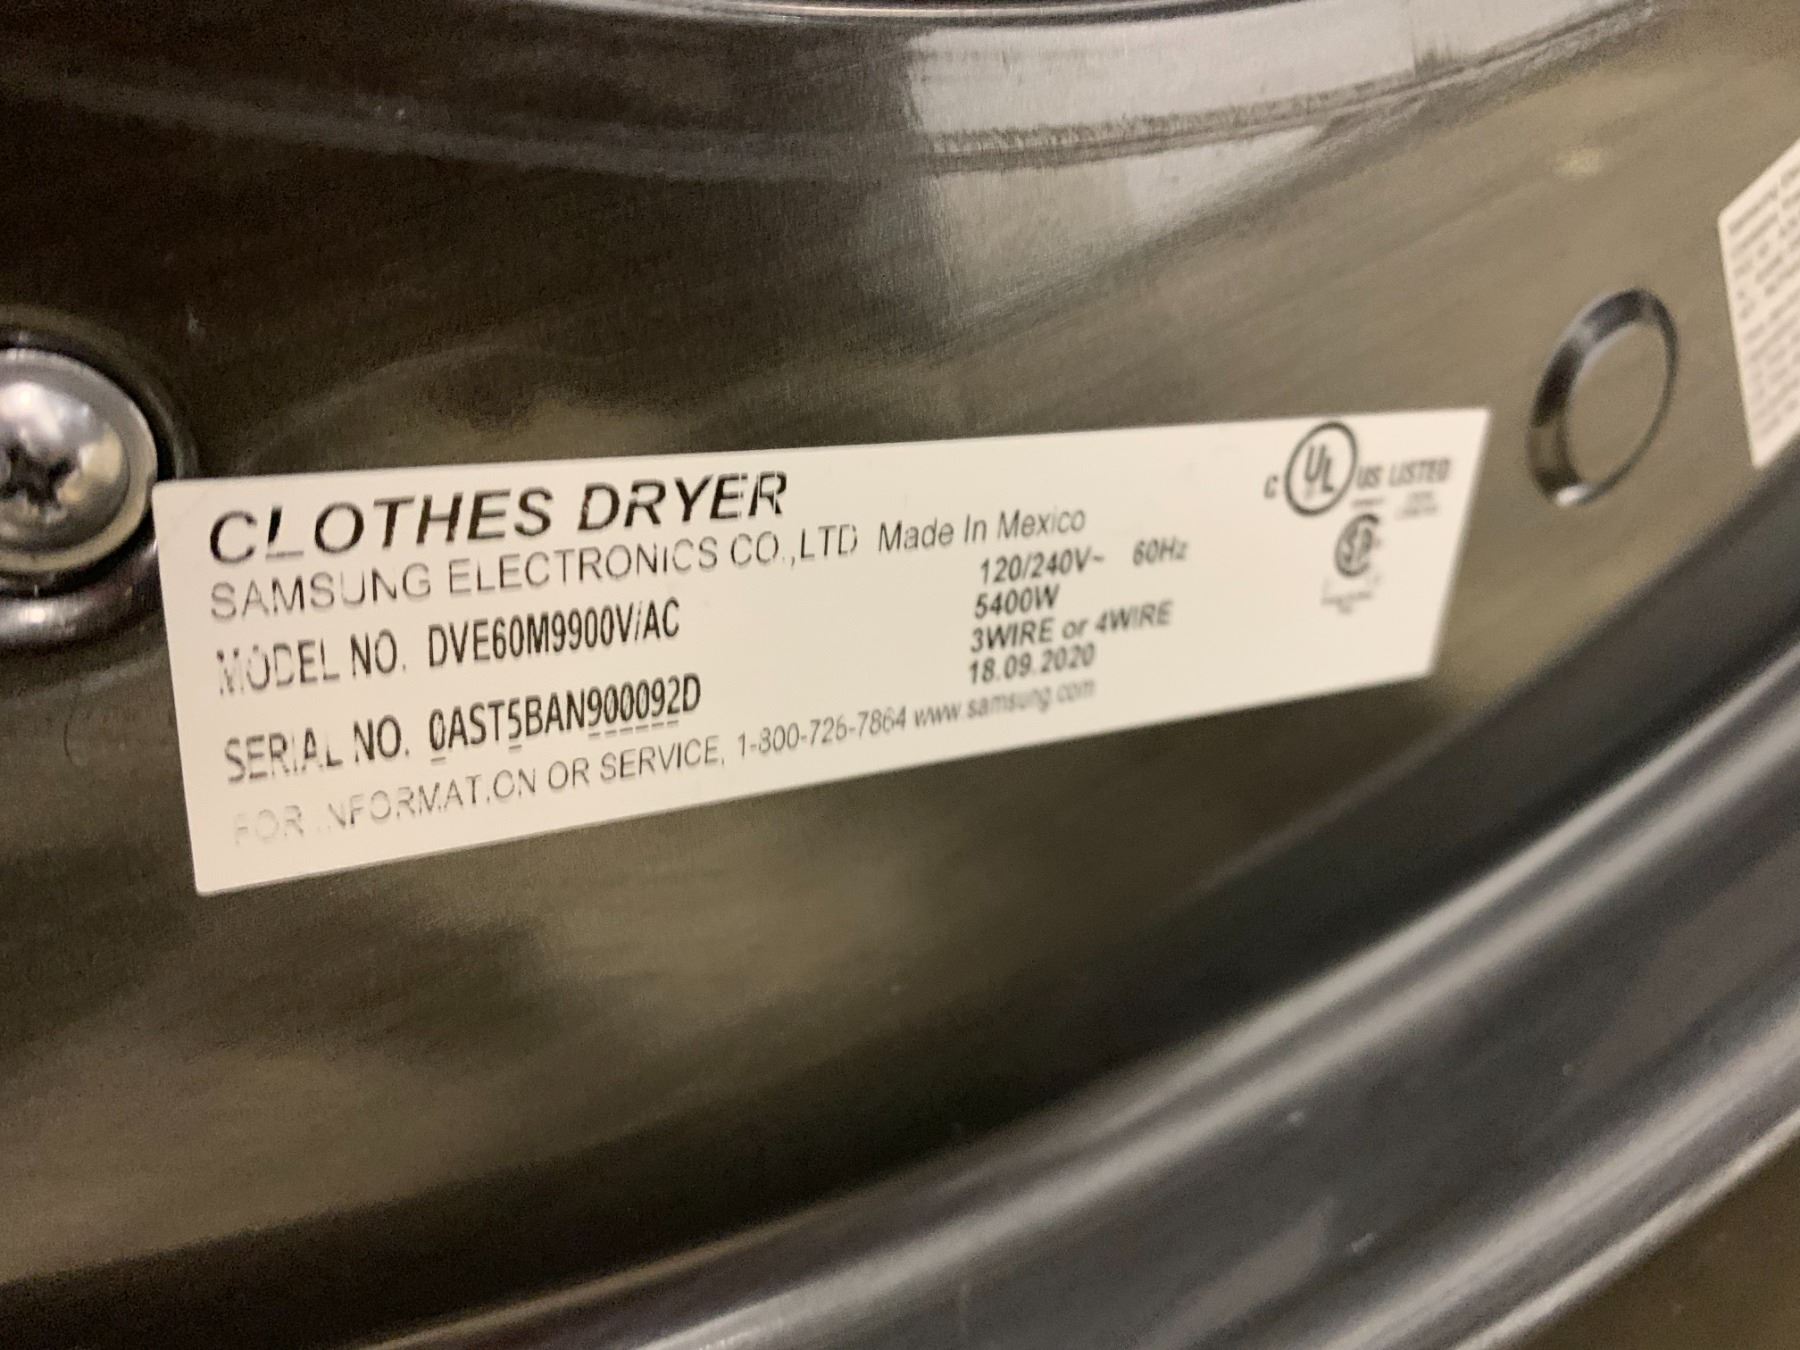 CLOTHES DRYER
SAMSUNG ELECTRONICS CO.,LTD Made In Mexico
MODEL NO. DVE60M9900V/AC
120/240V~ 60Hz
5400W
3WIRE or 4WIRE
SERIAL NO. 0AST5BAN900092D
18.09.2020
FOR INFORMATION OR SERVICE, 1-800-726-7864 www.samsung.com
C UL US LISTED